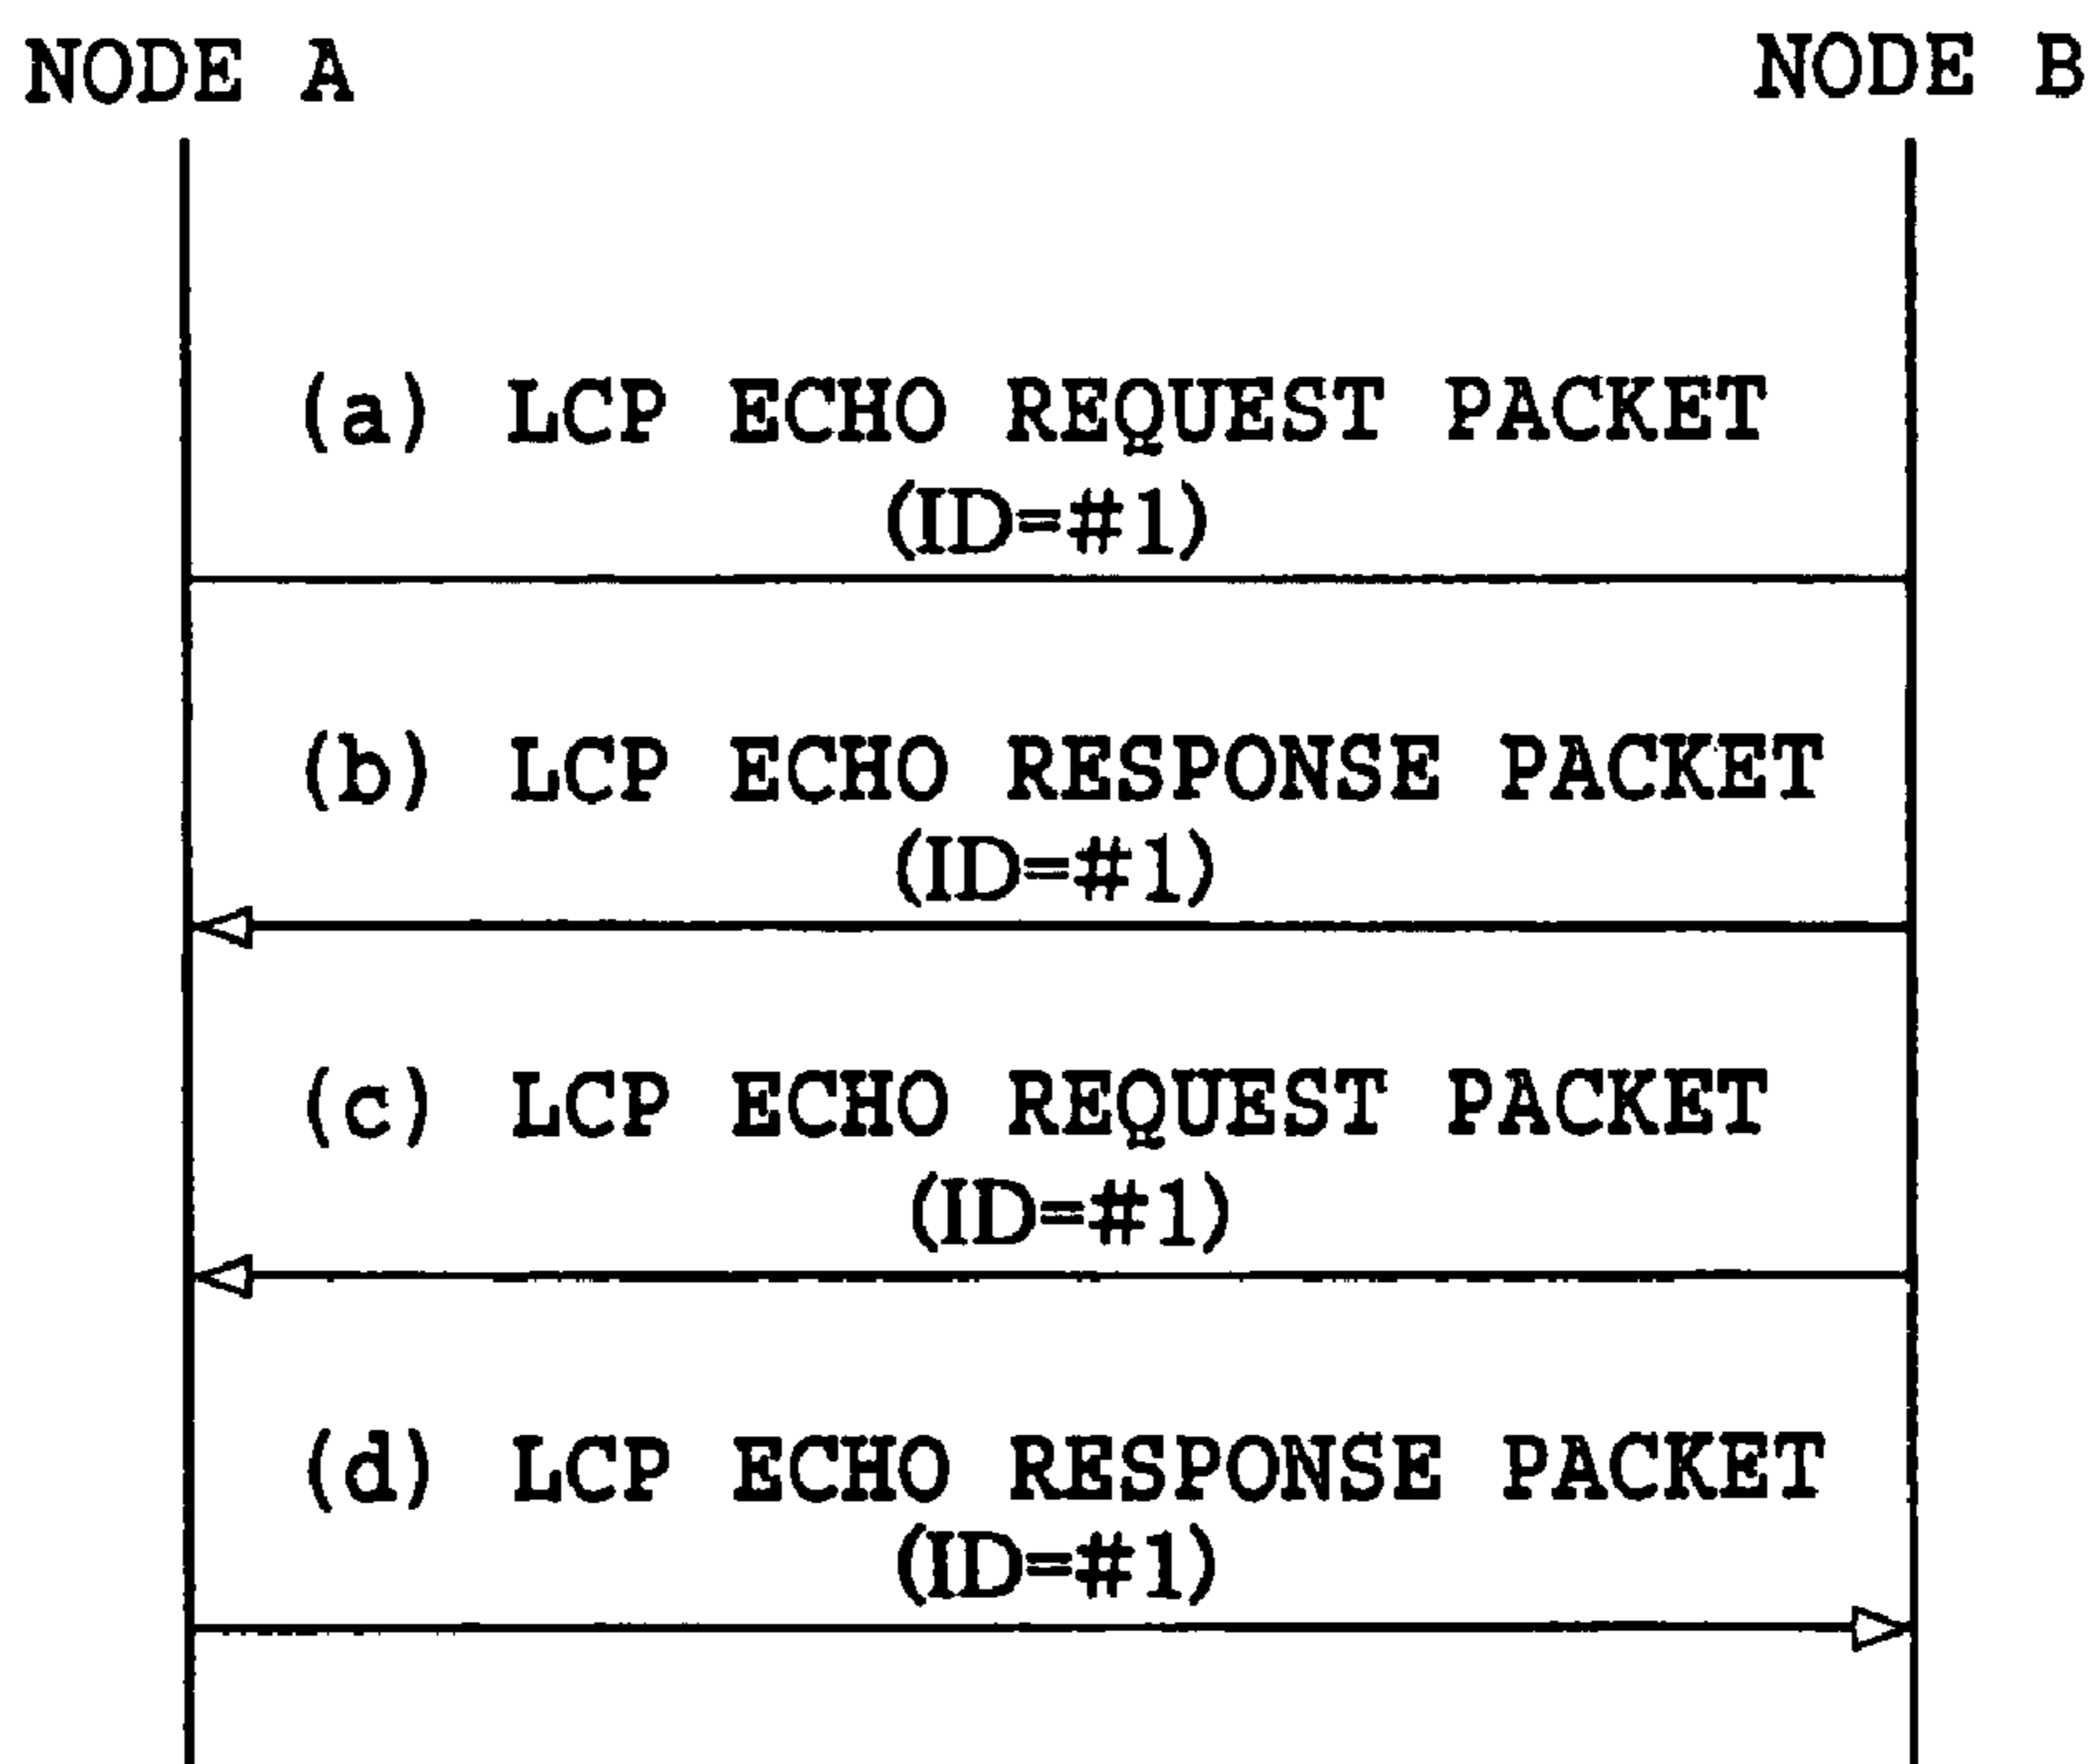 NODE A NODE B
(a) LCP ECHO REQUEST PACKET
(ID=#1)
(b) LCP ECHO RESPONSE PACKET
(ID=#1)
(c) LCP ECHO REQUEST PACKET
(ID=#1)
(d) LCP ECHO RESPONSE PACKET
(ID=#1)